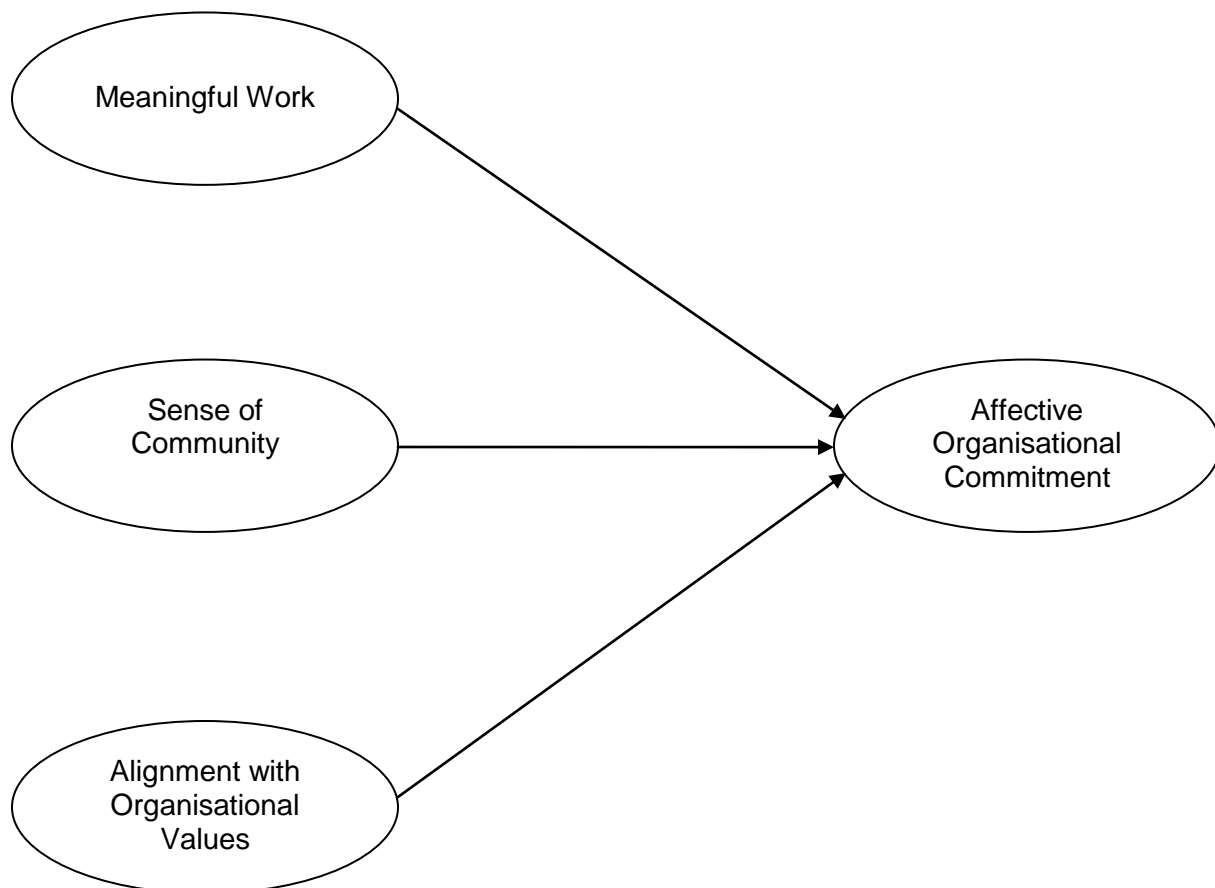 Meaningful Work
Sense of
Community
Affective
Organisational
Commitment
Alignment with
Organisational
Values